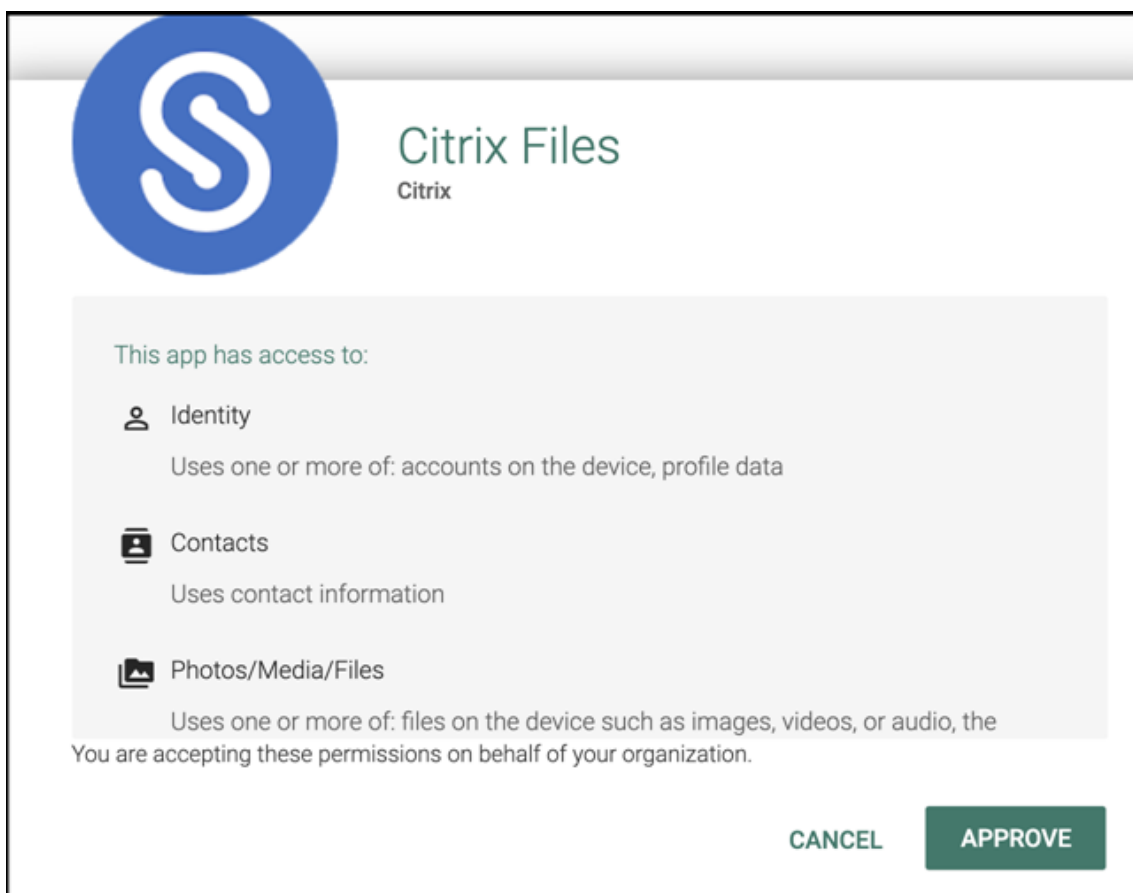 Citrix Files
Citrix
This app has access to:
Identity
Uses one or more of: accounts on the device, profile data
Contacts
Uses contact information
Photos/Media/Files
Uses one or more of: files on the device such as images, videos, or audio, the
You are accepting these permissions on behalf of your organization.
CANCEL
APPROVE